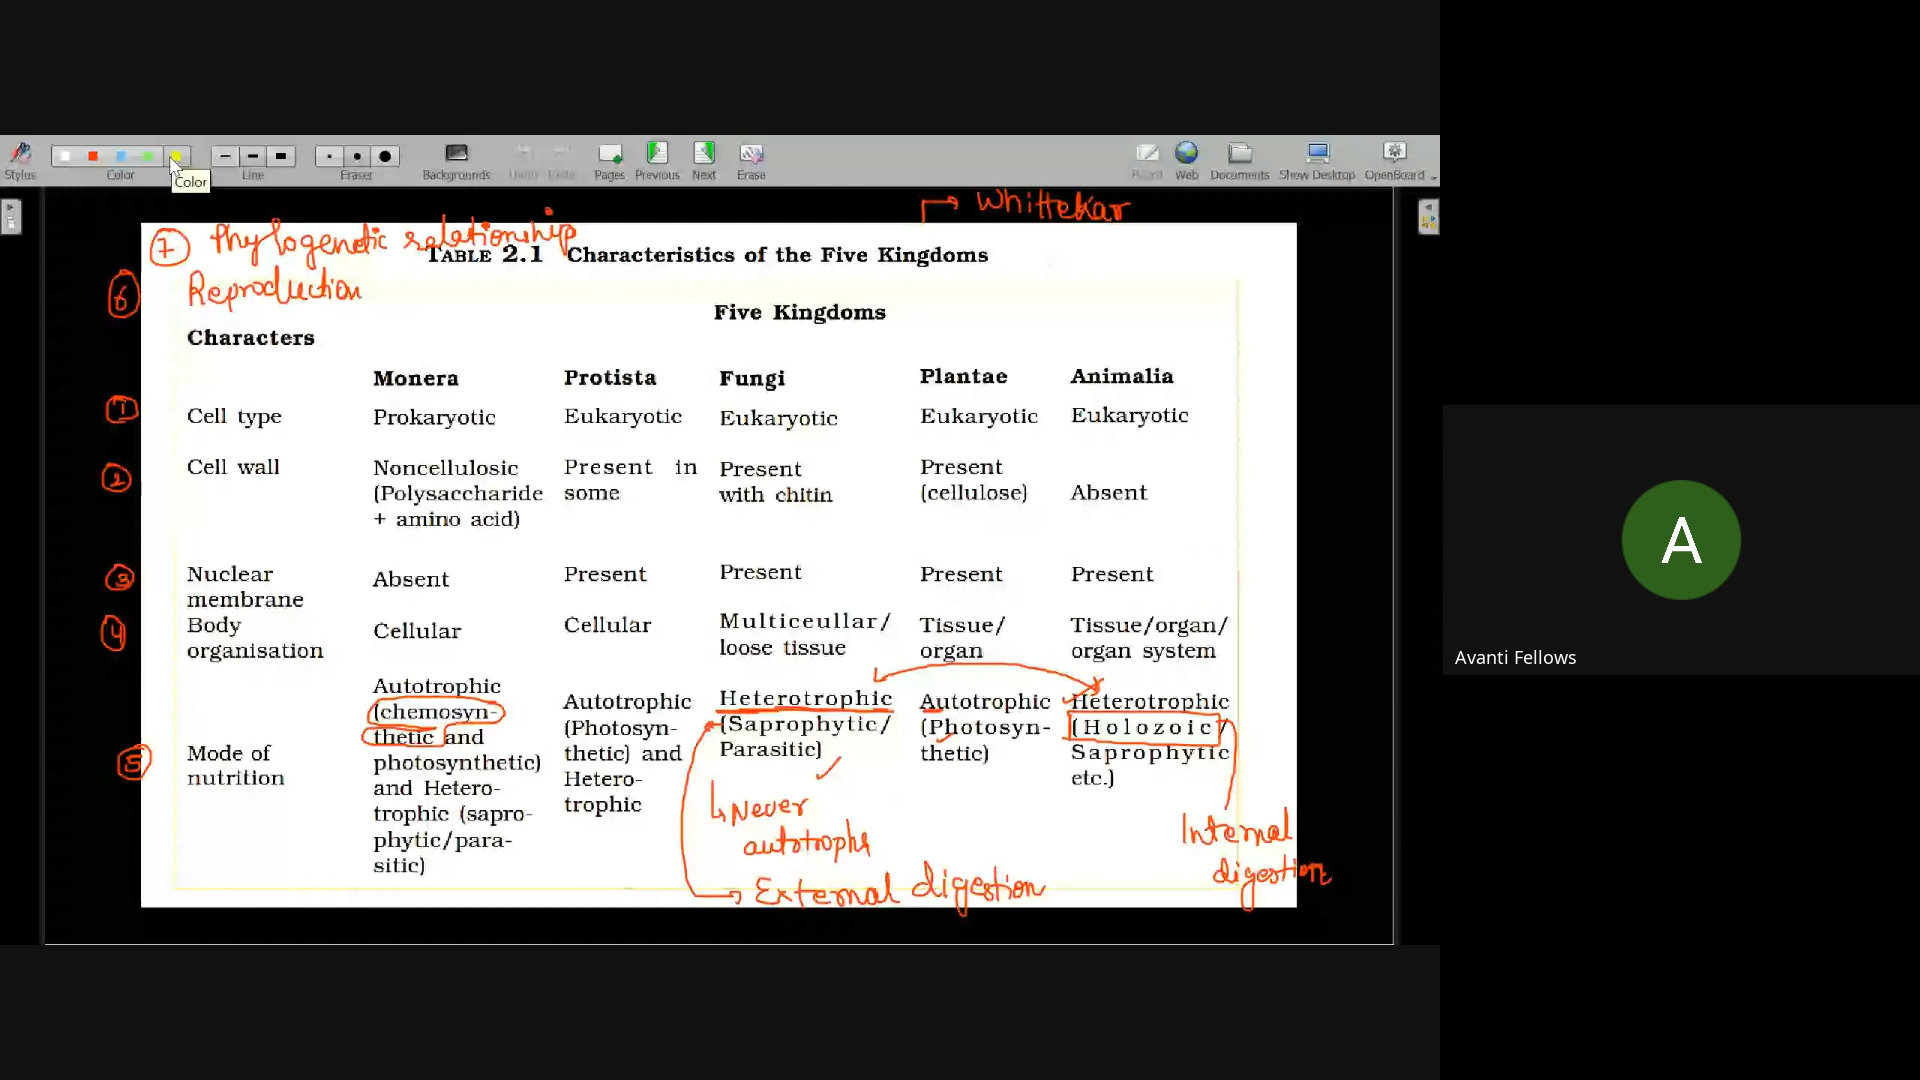 Stylus
Color
Line
Eraser
Backgrounds
Undo
Redo
Pages
Previous
Next
Erase
Board
Web
Documents
Show Desktop
OpenBoard
Color
Whittekar
7 Phylogenetic relationship
TABLE 2.1 Characteristics of the Five Kingdoms
6 Reproduction
Five Kingdoms
Characters
Monera Protista Fungi Plantae Animalia
1 Cell type Prokaryotic Eukaryotic Eukaryotic Eukaryotic Eukaryotic
2 Cell wall Noncellulosic Present in Present Present
(Polysaccharide some with chitin (cellulose) Absent
+ amino acid)
3 Nuclear Absent Present Present Present Present
membrane
4 Body Cellular Cellular Multiceullar/ Tissue/ Tissue/organ/
organisation loose tissue organ organ system
Autotrophic
(chemosyn- Autotrophic Heterotrophic Autotrophic Heterotrophic
thetic and (Photosyn- (Saprophytic/ (Photosyn- (Holozoic/
5 Mode of photosynthetic) thetic) and Parasitic) thetic) Saprophytic
nutrition and Hetero- Hetero- etc.)
trophic (sapro- trophic
phytic/para-
sitic)
Never
autotrophs
External digestion
Internal
digestion
A
Avanti Fellows